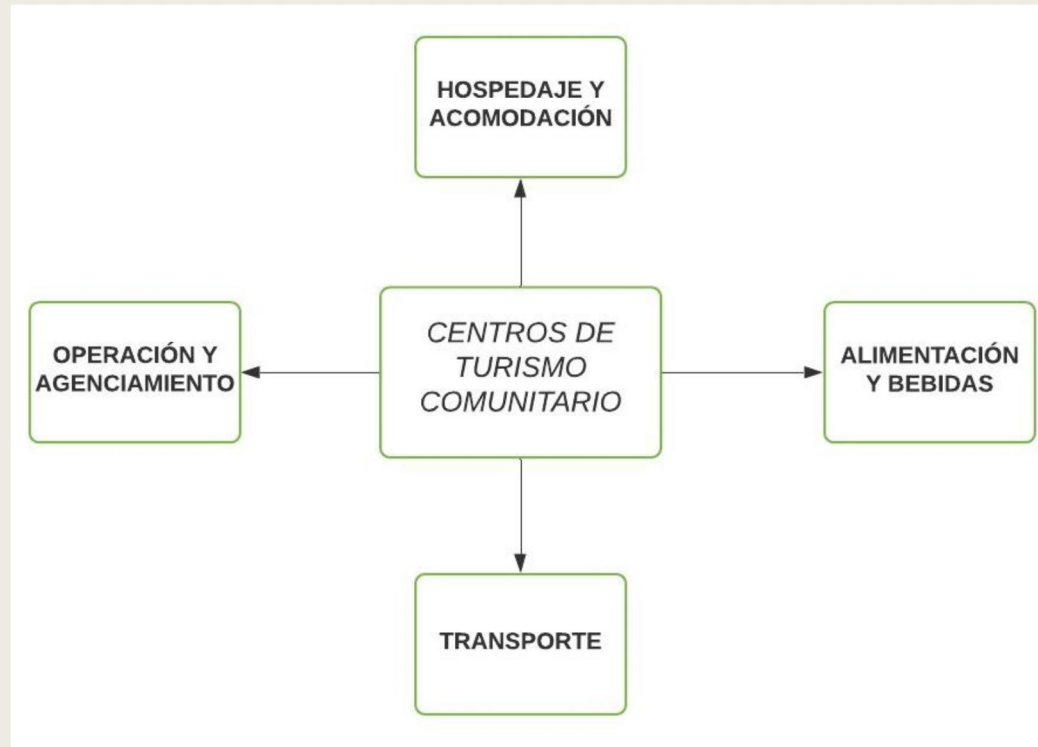 HOSPEDAJE Y
ACOMODACIÓN
OPERACIÓN Y
AGENCIAMIENTO
CENTROS DE
TURISMO
COMUNITARIO
ALIMENTACIÓN
Y BEBIDAS
TRANSPORTE